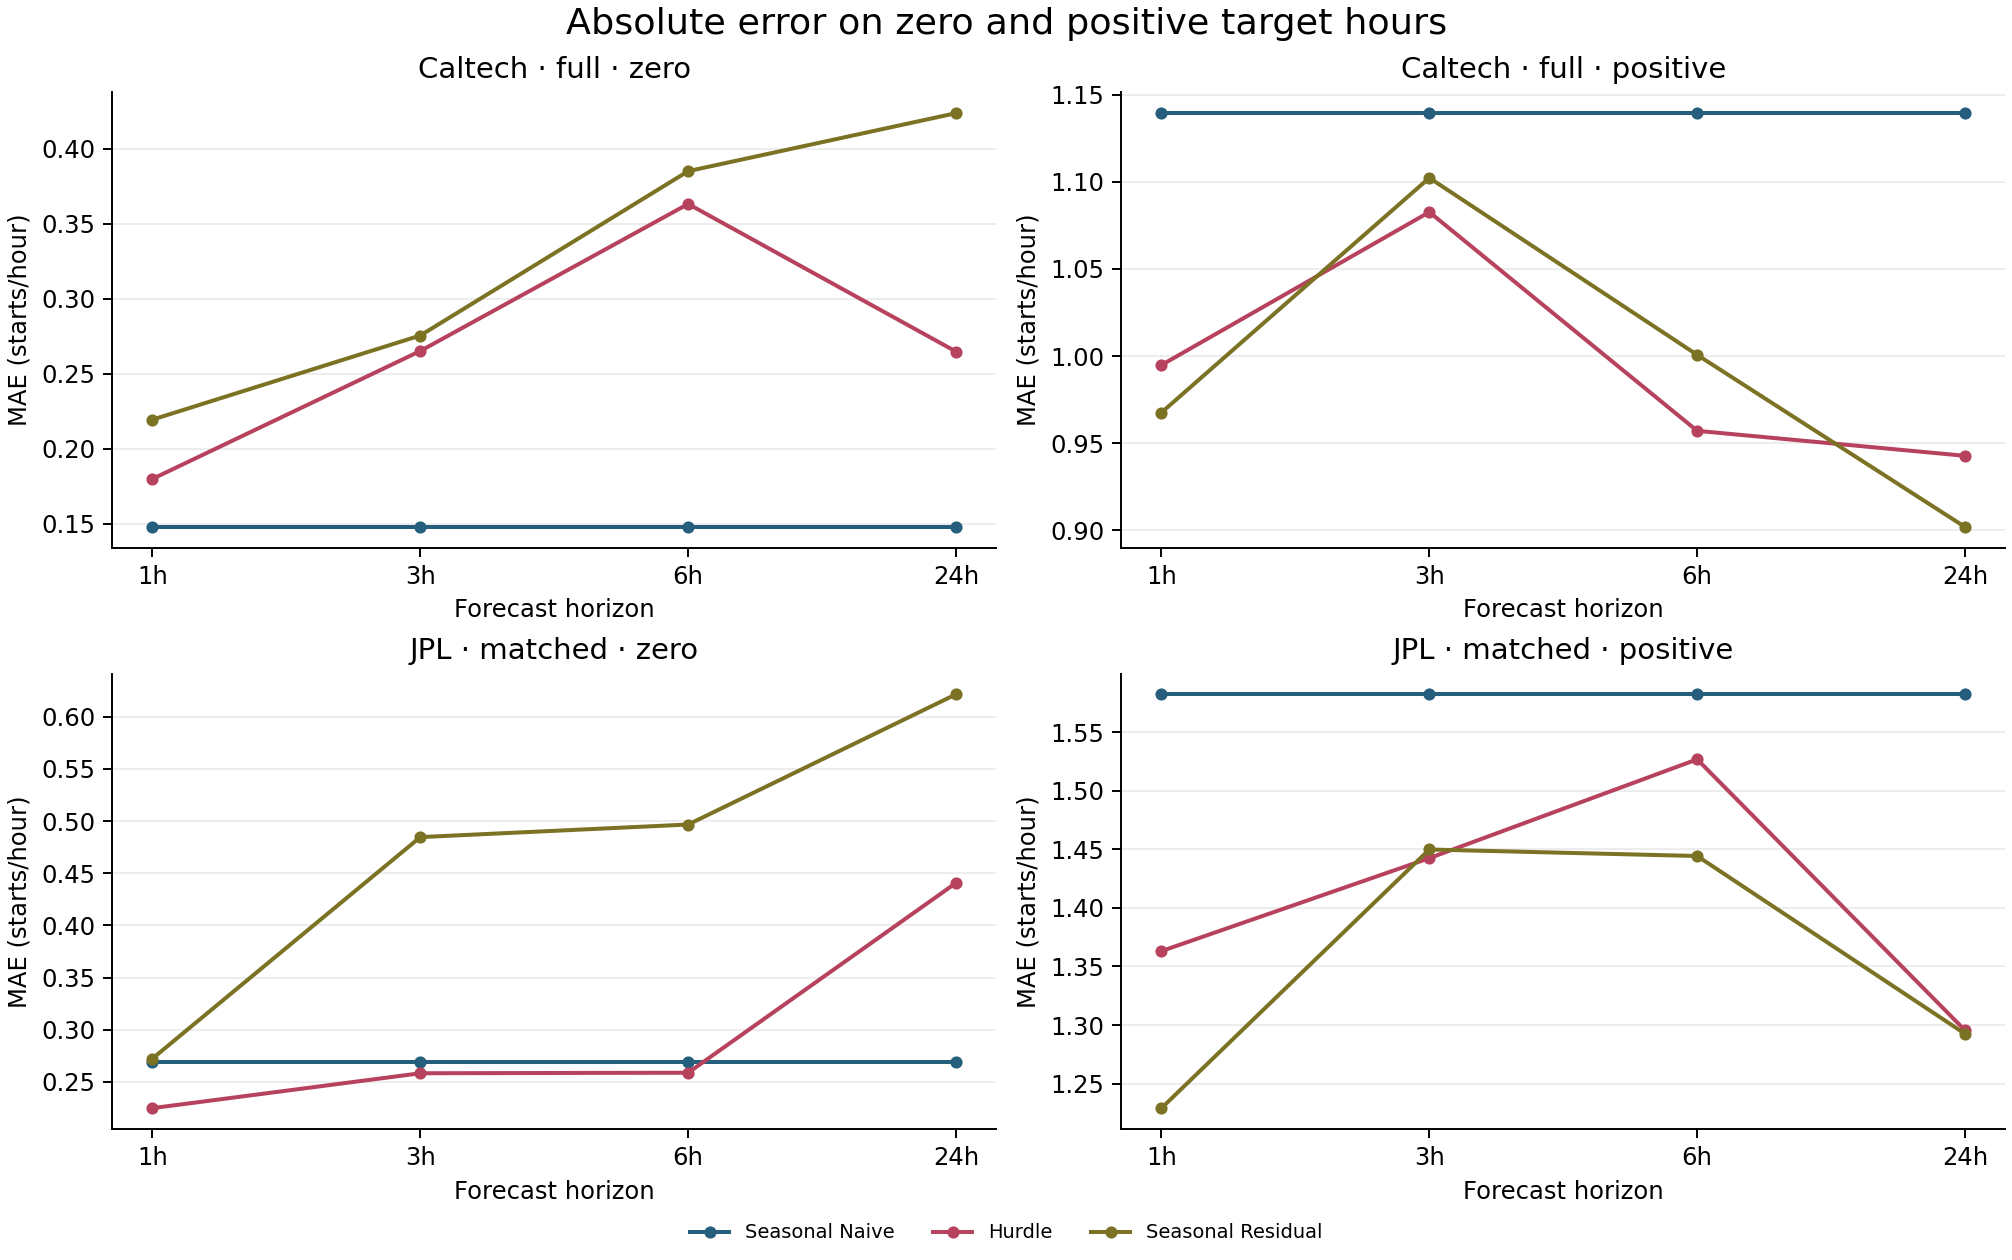 Absolute error on zero and positive target hours
Caltech · full · zero
MAE (starts/hour)
0.40
0.35
0.30
0.25
0.20
0.15
1h 3h 6h 24h
Forecast horizon
Caltech · full · positive
MAE (starts/hour)
1.15
1.10
1.05
1.00
0.95
0.90
1h 3h 6h 24h
Forecast horizon
JPL · matched · zero
MAE (starts/hour)
0.60
0.55
0.50
0.45
0.40
0.35
0.30
0.25
1h 3h 6h 24h
Forecast horizon
JPL · matched · positive
MAE (starts/hour)
1.55
1.50
1.45
1.40
1.35
1.30
1.25
1h 3h 6h 24h
Forecast horizon
Seasonal Naive Hurdle Seasonal Residual